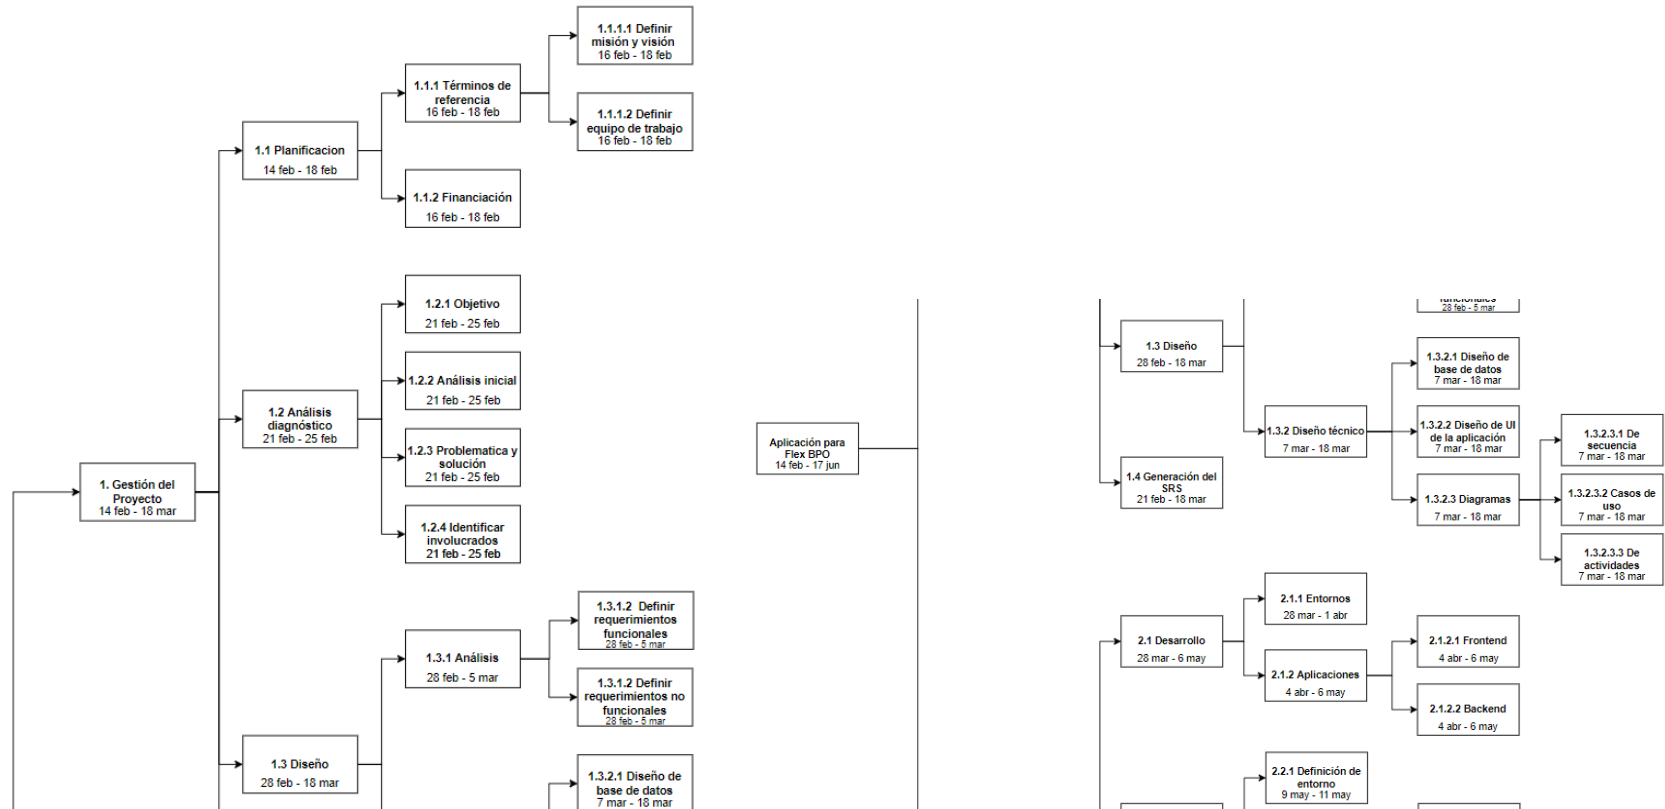 1.1.1.1 Definir
misión y visión
16 feb - 18 feb
1.1.1 Términos de
referencia
16 feb - 18 feb
1.1.1.2 Definir
equipo de trabajo
16 feb - 18 feb
1.1 Planificacion
14 feb - 18 feb
1.1.2 Financiación
16 feb - 18 feb
1.2.1 Objetivo
21 feb - 25 feb
1.2.2 Análisis inicial
21 feb - 25 feb
1.2 Análisis
diagnóstico
21 feb - 25 feb
1.2.3 Problematica y
solución
21 feb - 25 feb
1. Gestión del
Proyecto
14 feb - 18 mar
1.2.4 Identificar
involucrados
21 feb - 25 feb
1.3.1.2 Definir
requerimientos
funcionales
28 feb - 5 mar
1.3.1 Análisis
28 feb - 5 mar
1.3.1.2 Definir
requerimientos no
funcionales
28 feb - 5 mar
1.3 Diseño
28 feb - 18 mar
1.3.2.1 Diseño de
base de datos
7 mar - 18 mar
Aplicación para
Flex BPO
14 feb - 17 jun
funcionales
28 feb - 5 mar
1.3 Diseño
28 feb - 18 mar
1.3.2.1 Diseño de
base de datos
7 mar - 18 mar
1.3.2 Diseño técnico
7 mar - 18 mar
1.3.2.2 Diseño de UI
de la aplicación
7 mar - 18 mar
1.3.2.3.1 De
secuencia
7 mar - 18 mar
1.4 Generación del
SRS
21 feb - 18 mar
1.3.2.3 Diagramas
7 mar - 18 mar
1.3.2.3.2 Casos de
uso
7 mar - 18 mar
1.3.2.3.3 De
actividades
7 mar - 18 mar
2.1.1 Entornos
28 mar - 1 abr
2.1 Desarrollo
28 mar - 6 may
2.1.2.1 Frontend
4 abr - 6 may
2.1.2 Aplicaciones
4 abr - 6 may
2.1.2.2 Backend
4 abr - 6 may
2.2.1 Definición de
entorno
9 may - 11 may